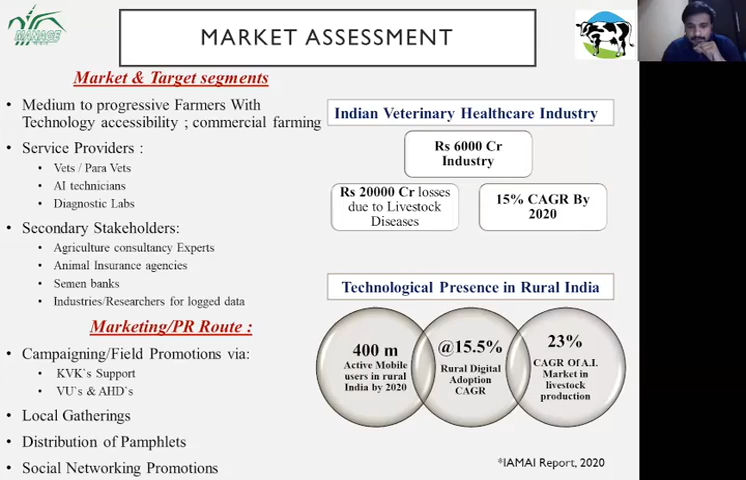 MANAGE
MARKET ASSESSMENT
Market & Target segments
• Medium to progressive Farmers With
Technology accessibility ; commercial farming
• Service Providers :
• Vets / Para Vets
• AI technicians
• Diagnostic Labs
• Secondary Stakeholders:
• Agriculture consultancy Experts
• Animal Insurance agencies
• Semen banks
• Industries/Researchers for logged data
Marketing/PR Route :
• Campaigning/Field Promotions via:
• KVK`s Support
• VU`s & AHD`s
• Local Gatherings
• Distribution of Pamphlets
• Social Networking Promotions
Indian Veterinary Healthcare Industry
Rs 6000 Cr
Industry
Rs 20000 Cr losses
due to Livestock
Diseases
15% CAGR By
2020
Technological Presence in Rural India
400 m
Active Mobile
users in rural
India by 2020
@15.5%
Rural Digital
Adoption
CAGR
23%
CAGR Of A.I.
Market in
livestock
production
*IAMAI Report, 2020